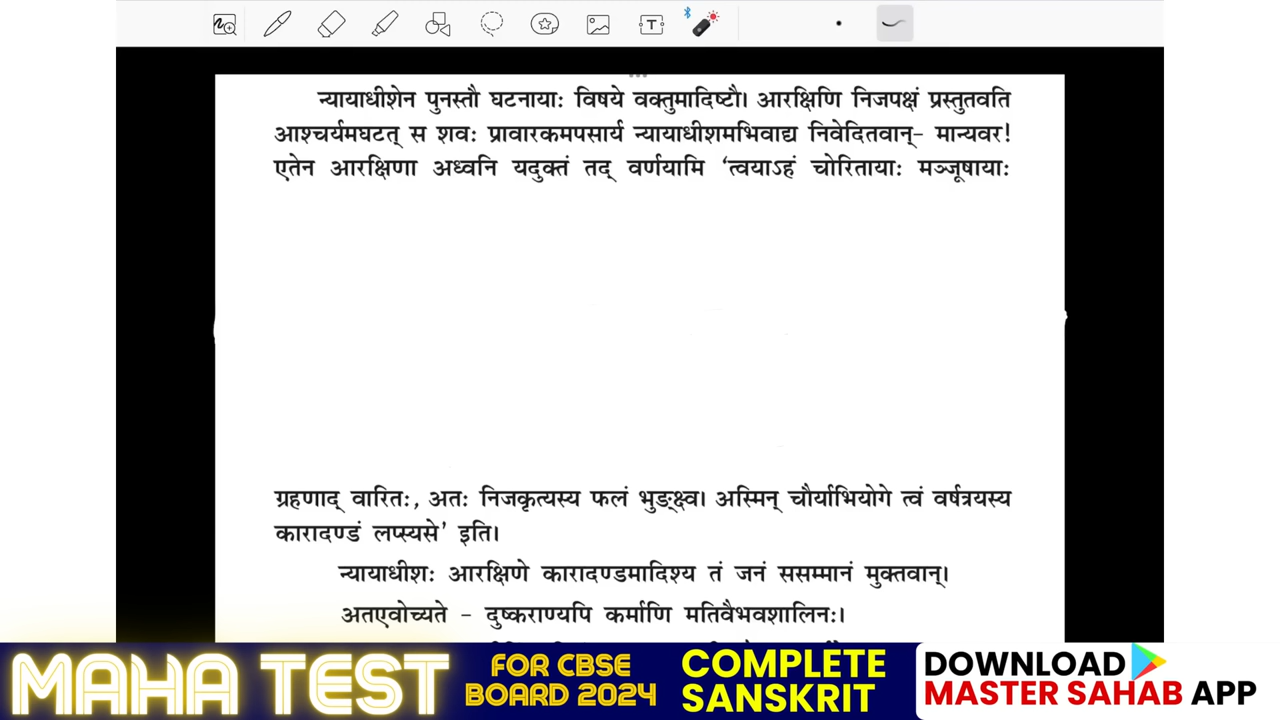 न्यायाधीशेन पुनस्तौ घटनायाः विषये वक्तुमादिष्टौ। आरक्षिणि निजपक्षं प्रस्तुतवति
आश्चर्यमघटत् स शवः प्रावारकमपसार्य न्यायाधीशमभिवाद्य निवेदितवान्- मान्यवर!
एतेन आरक्षिणा अध्वनि यदुक्तं तद् वर्णयामि ‘त्वयाऽहं चोरितायाः मञ्जूषायाः
ग्रहणाद् वारितः, अतः निजकृत्यस्य फलं भुङ्क्ष्व। अस्मिन् चौर्याभियोगे त्वं वर्षत्रयस्य
कारादण्डं लप्स्यसे’ इति।
न्यायाधीशः आरक्षिणे कारादण्डमादिश्य तं जनं ससम्मानं मुक्तवान्।
अतएवोच्यते - दुष्कराण्यपि कर्माणि मतिवैभवशालिनः।
MAHA TEST
FOR CBSE
BOARD 2024
COMPLETE
SANSKRIT
DOWNLOAD
MASTER SAHAB APP